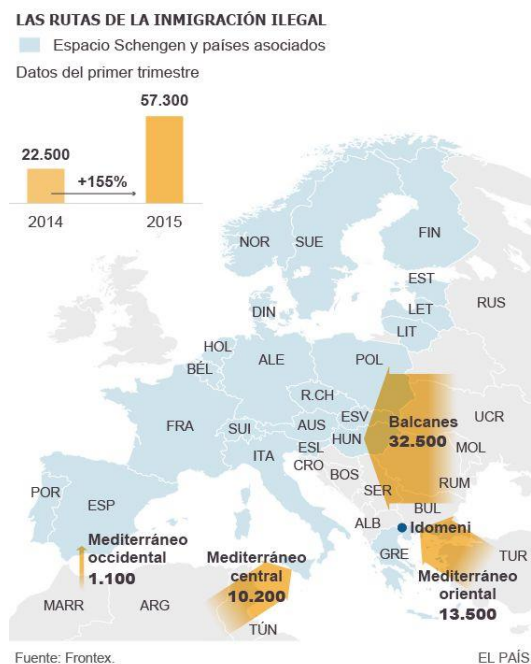 LAS RUTAS DE LA INMIGRACIÓN ILEGAL
Espacio Schengen y países asociados
Datos del primer trimestre
57.300
22.500
+155%
2014
2015
NOR
SUE
FIN
EST
RUS
LET
DIN
LIT
HOL
ALE
POL
BÉL
R.CH
UCR
FRA
ESV
Balcanes
32.500
AUS
SUI
HUN
MOL
ESL
ITA
CRO
BOS
RUM
SER
POR
ESP
BUL
ALB
Idomeni
GRE
TUR
Mediterráneo
occidental
1.100
Mediterráneo
central
10.200
Mediterráneo
oriental
13.500
MARR
ARG
TÚN
Fuente: Frontex.
EL PAÍS